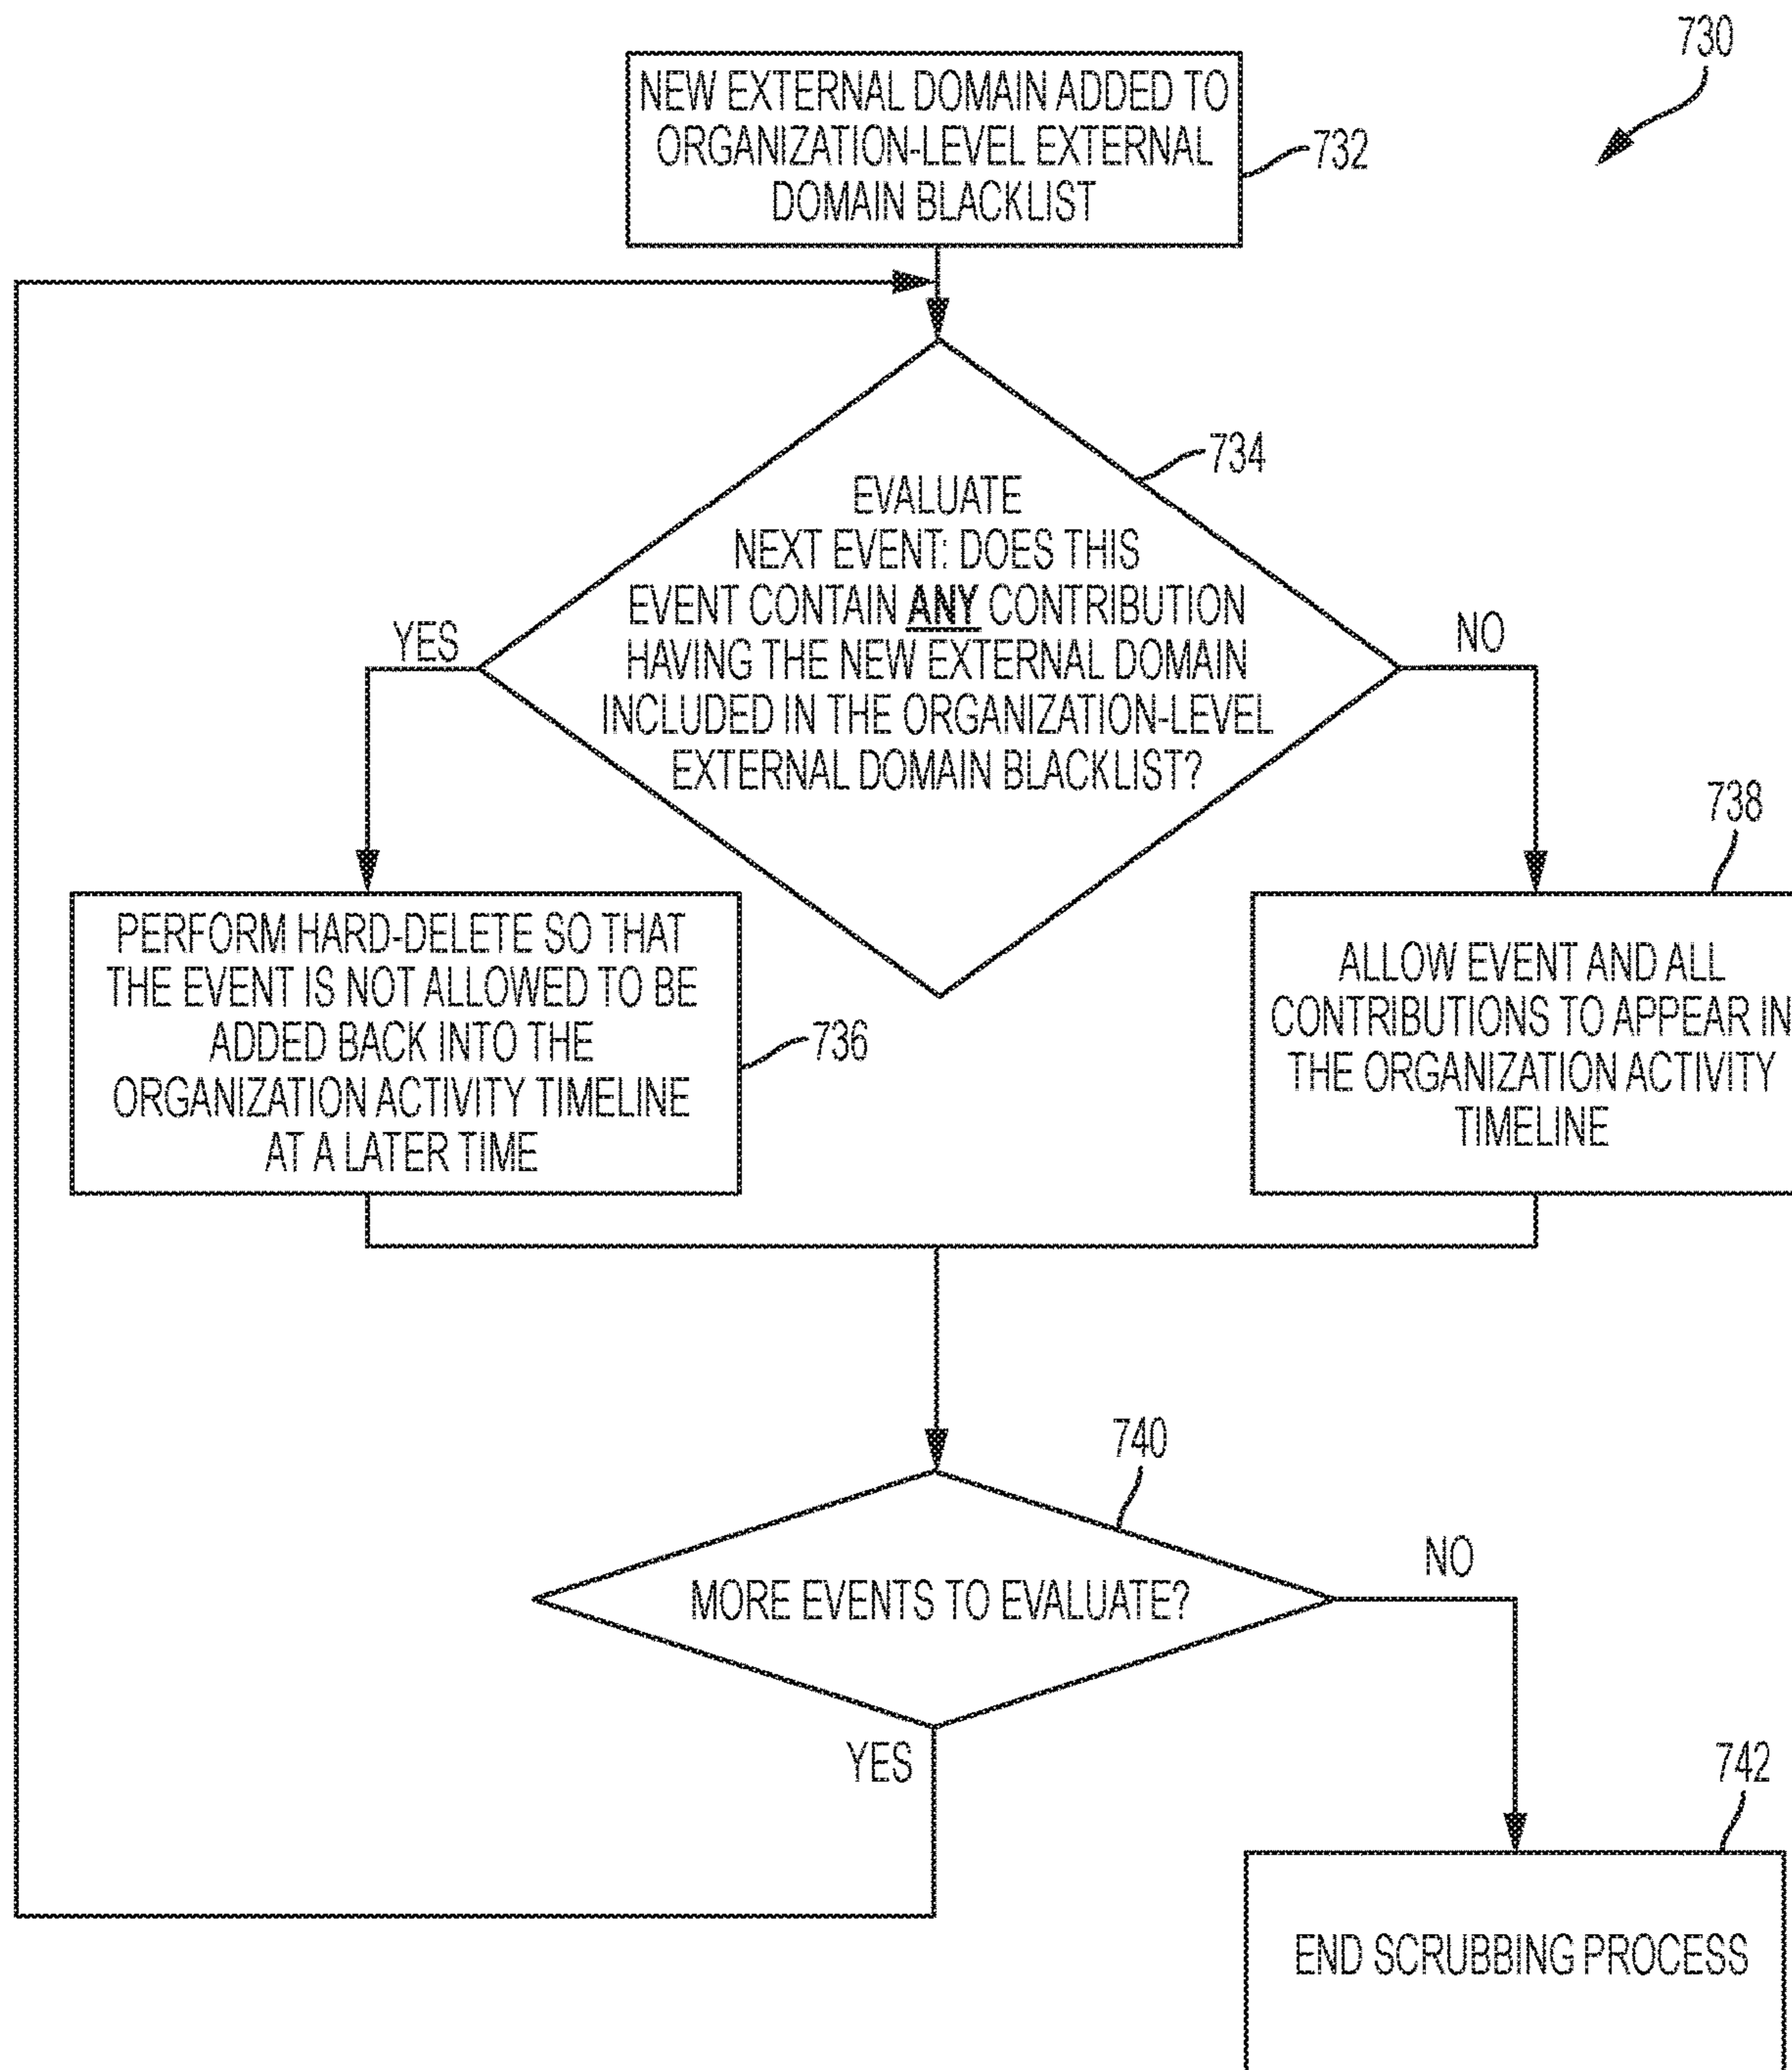 730
NEW EXTERNAL DOMAIN ADDED TO
ORGANIZATION-LEVEL EXTERNAL
DOMAIN BLACKLIST
732
734
EVALUATE
NEXT EVENT: DOES THIS
EVENT CONTAIN ANY CONTRIBUTION
HAVING THE NEW EXTERNAL DOMAIN
INCLUDED IN THE ORGANIZATION-LEVEL
EXTERNAL DOMAIN BLACKLIST?
YES
NO
738
PERFORM HARD-DELETE SO THAT
THE EVENT IS NOT ALLOWED TO BE
ADDED BACK INTO THE
ORGANIZATION ACTIVITY TIMELINE
AT A LATER TIME
736
ALLOW EVENT AND ALL
CONTRIBUTIONS TO APPEAR IN
THE ORGANIZATION ACTIVITY
TIMELINE
740
MORE EVENTS TO EVALUATE?
NO
YES
742
END SCRUBBING PROCESS